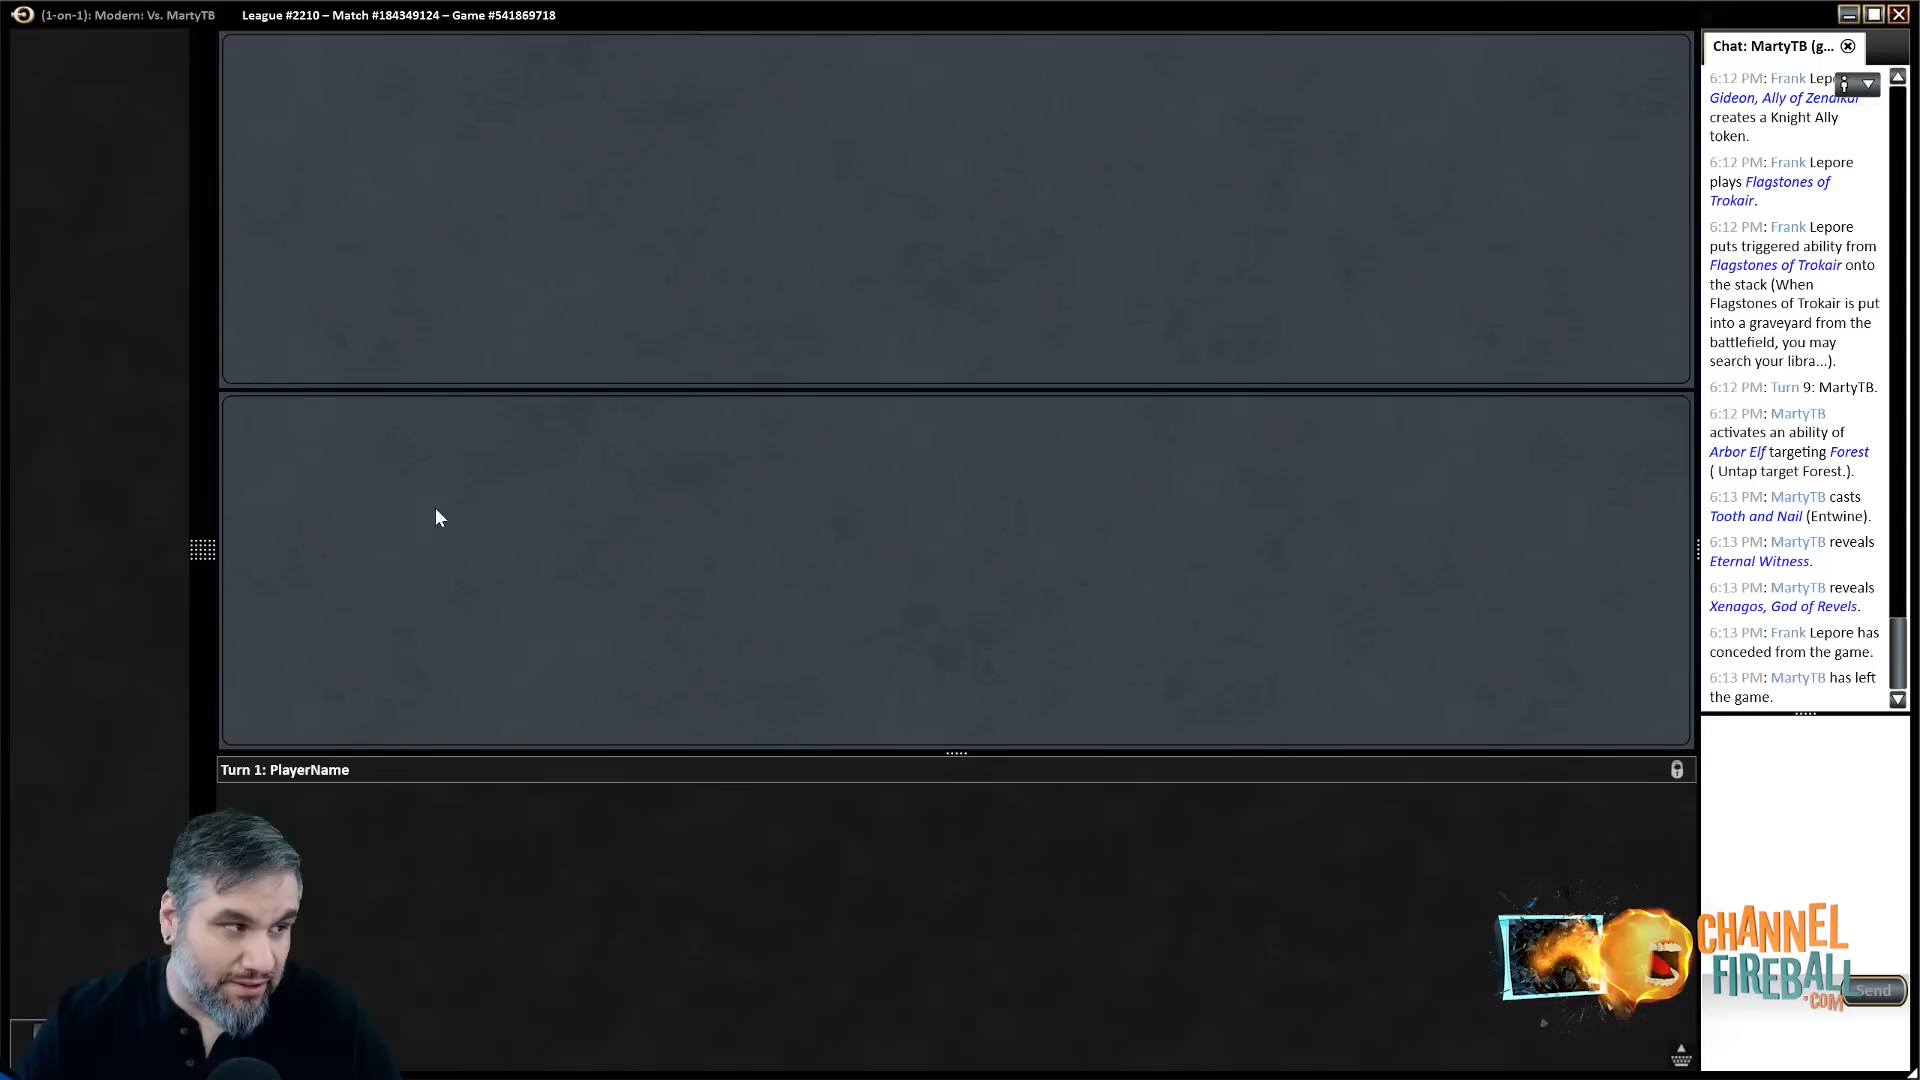 (1-on-1): Modern: Vs. MartyTB
League #2210 – Match #184349124 – Game #541869718
Chat: MartyTB (g...
6:12 PM: Frank Lepo
Gideon, Ally of Zendikar
creates a Knight Ally
token.
6:12 PM: Frank Lepore
plays Flagstones of
Trokair.
6:12 PM: Frank Lepore
puts triggered ability from
Flagstones of Trokair onto
the stack (When
Flagstones of Trokair is put
into a graveyard from the
battlefield, you may
search your libra...).
6:12 PM: Turn 9: MartyTB.
6:12 PM: MartyTB
activates an ability of
Arbor Elf targeting Forest
( Untap target Forest.).
6:13 PM: MartyTB casts
Tooth and Nail (Entwine).
6:13 PM: MartyTB reveals
Eternal Witness.
6:13 PM: MartyTB reveals
Xenagos, God of Revels.
6:13 PM: Frank Lepore has
conceded from the game.
6:13 PM: MartyTB has left
the game.
Turn 1: PlayerName
CHANNEL
FIREBALL
.COM
Send